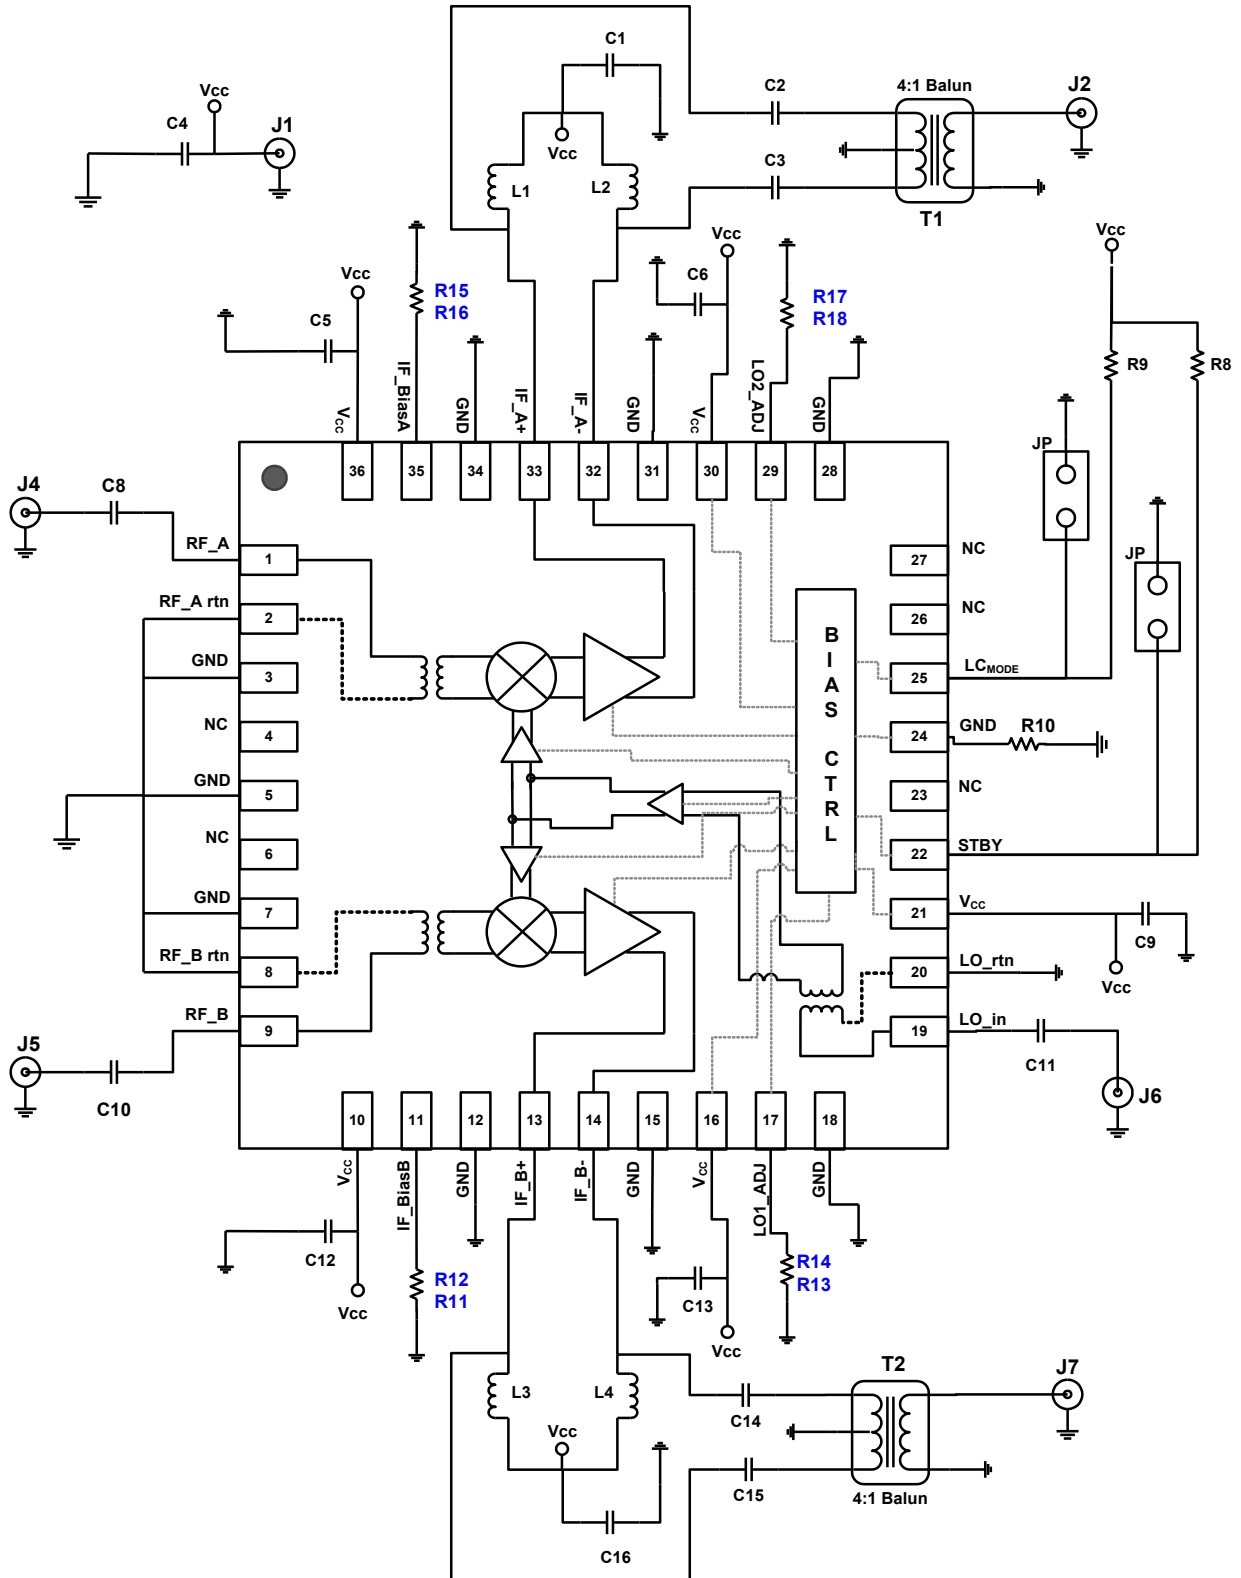 C1
Vcc
C4
J1
C2
4:1 Balun
J2
Vcc
C3
L1
L2
T1
Vcc
Vcc
C6
Vcc
R15
R16
R17
R18
C5
R9
R8
VCC
IF_BiasA
GND
IF_A+
IF_A-
GND
VCC
LO2_ADJ
GND
JP
36
35
34
33
32
31
30
29
28
J4
C8
RF_A
1
27
NC
JP
RF_A rtn
2
26
NC
GND
3
25
LCMODE
NC
4
24
GND
R10
GND
5
23
NC
NC
6
22
STBY
GND
7
21
VCC
C9
RF_B rtn
8
20
LO_rtn
Vcc
RF_B
9
19
LO_in
C11
J5
C10
J6
BIAS
CTRL
10
11
12
13
14
15
16
17
18
VCC
IF_BiasB
GND
IF_B+
IF_B-
GND
VCC
LO1_ADJ
GND
C12
R12
R11
R14
R13
C13
Vcc
Vcc
T2
J7
L3
L4
C14
Vcc
C15
4:1 Balun
C16